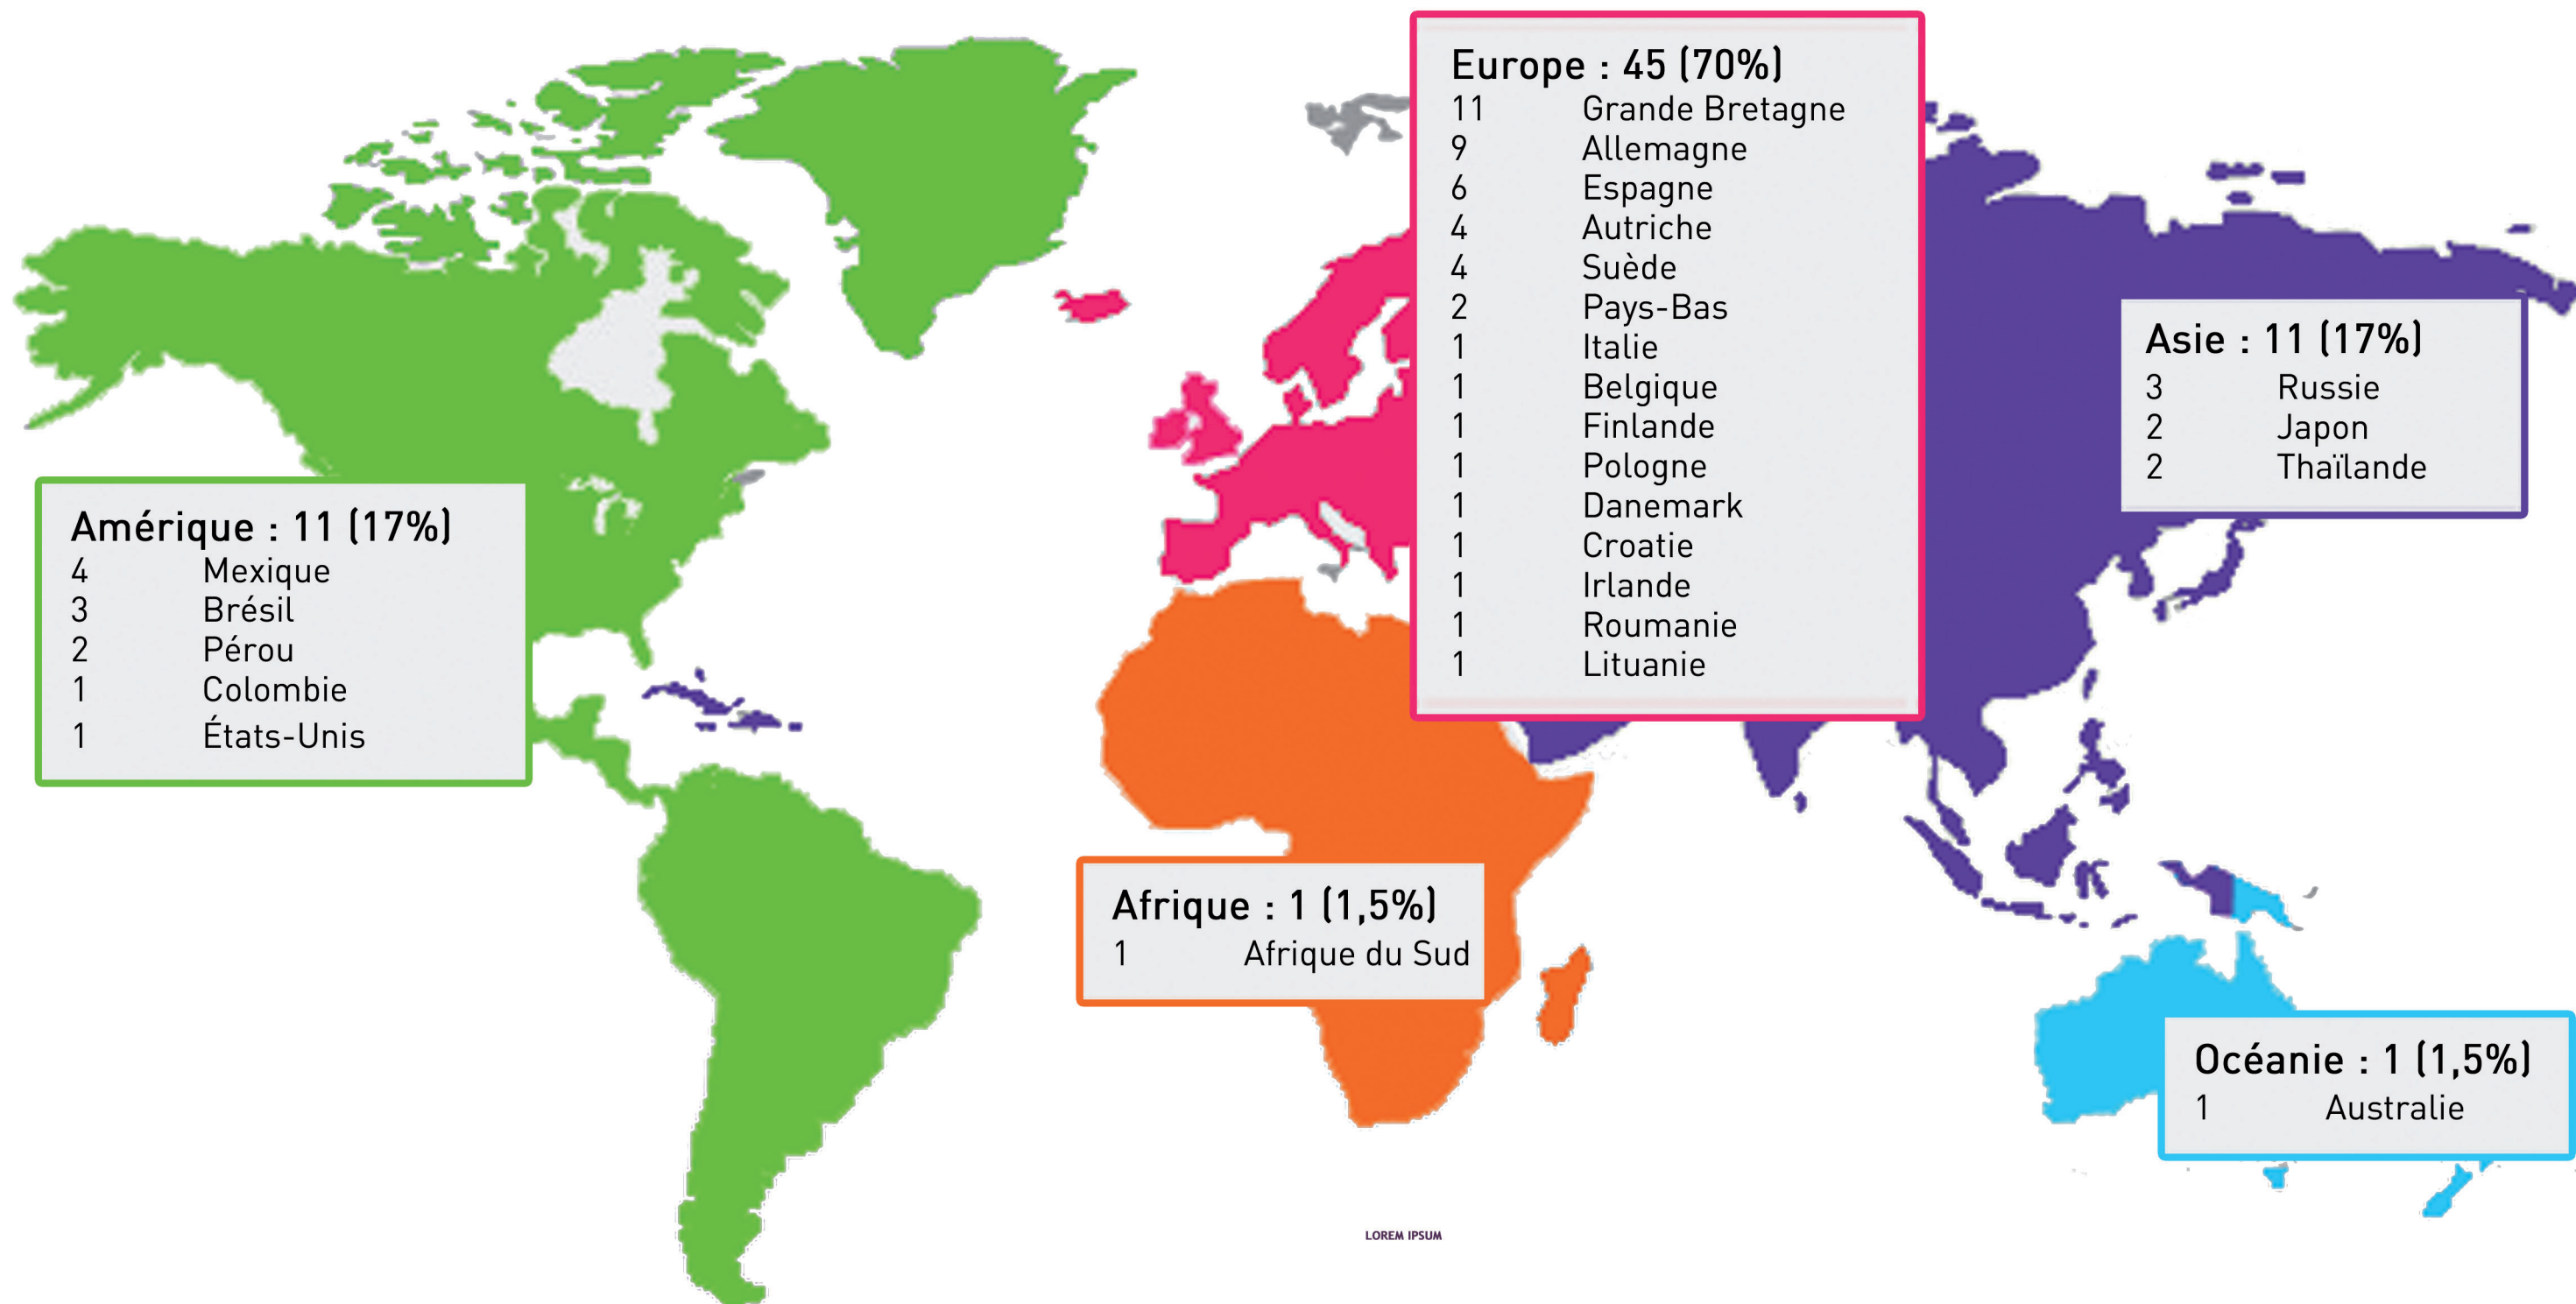 Europe : 45 (70%)
11 Grande Bretagne
9 Allemagne
6 Espagne
4 Autriche
4 Suède
2 Pays-Bas
1 Italie
1 Belgique
1 Finlande
1 Pologne
1 Danemark
1 Croatie
1 Irlande
1 Roumanie
1 Lituanie
Asie : 11 (17%)
3 Russie
2 Japon
2 Thaïlande
Amérique : 11 (17%)
4 Mexique
3 Brésil
2 Pérou
1 Colombie
1 États-Unis
Afrique : 1 (1,5%)
1 Afrique du Sud
Océanie : 1 (1,5%)
1 Australie
LOREM IPSUM